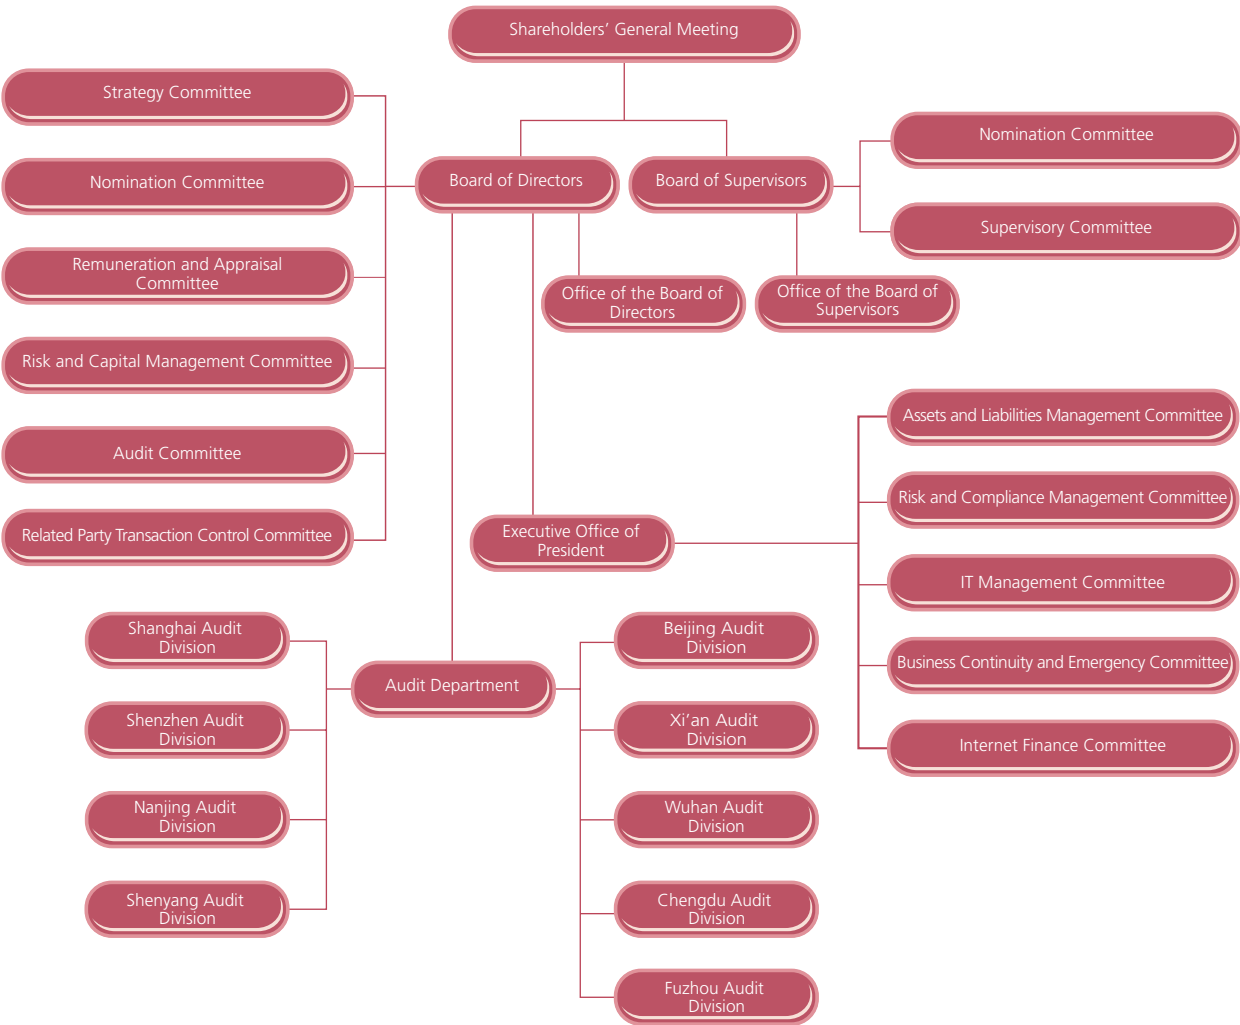 Shareholders’ General Meeting
Strategy Committee
Nomination Committee
Remuneration and Appraisal
Committee
Risk and Capital Management Committee
Audit Committee
Related Party Transaction Control Committee
Board of Directors
Board of Supervisors
Nomination Committee
Supervisory Committee
Office of the Board of
Directors
Office of the Board of
Supervisors
Executive Office of
President
Assets and Liabilities Management Committee
Risk and Compliance Management Committee
IT Management Committee
Business Continuity and Emergency Committee
Internet Finance Committee
Audit Department
Shanghai Audit
Division
Shenzhen Audit
Division
Nanjing Audit
Division
Shenyang Audit
Division
Beijing Audit
Division
Xi’an Audit
Division
Wuhan Audit
Division
Chengdu Audit
Division
Fuzhou Audit
Division